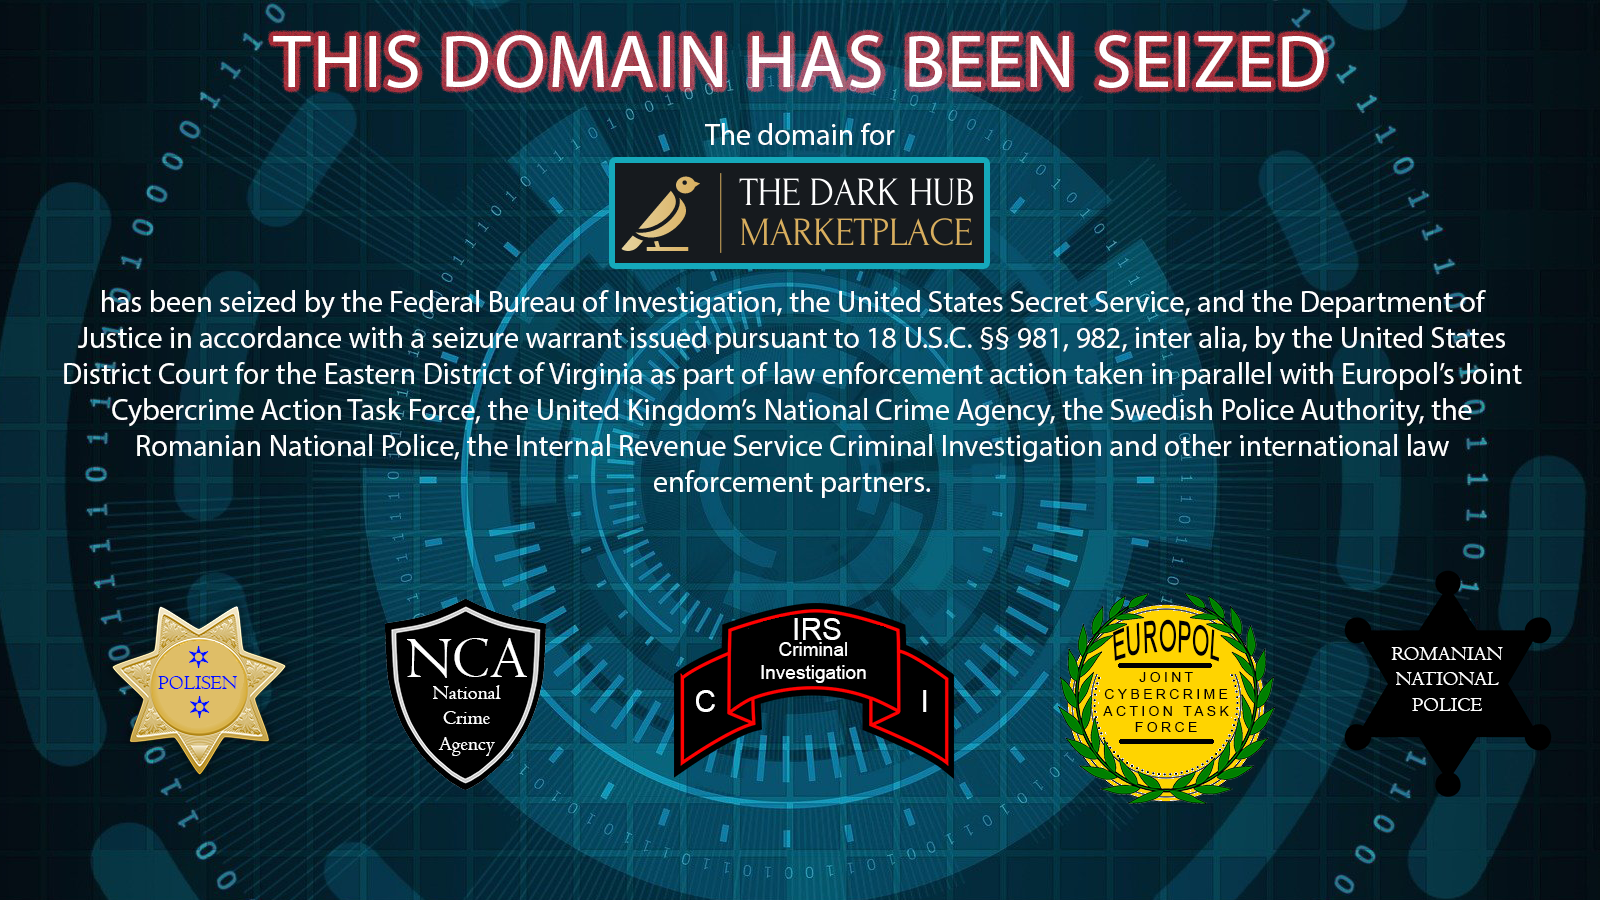 THIS DOMAIN HAS BEEN SEIZED
The domain for
THE DARK HUB
MARKETPLACE
has been seized by the Federal Bureau of Investigation, the United States Secret Service, and the Department of
Justice in accordance with a seizure warrant issued pursuant to 18 U.S.C. §§ 981, 982, inter alia, by the United States
District Court for the Eastern District of Virginia as part of law enforcement action taken in parallel with Europol’s Joint
Cybercrime Action Task Force, the United Kingdom’s National Crime Agency, the Swedish Police Authority, the
Romanian National Police, the Internal Revenue Service Criminal Investigation and other international law
enforcement partners.
POLISEN
NCA
National
Crime
Agency
IRS
Criminal
Investigation
C
I
EUROPOL
JOINT
CYBERCRIME
ACTION TASK
FORCE
ROMANIAN
NATIONAL
POLICE